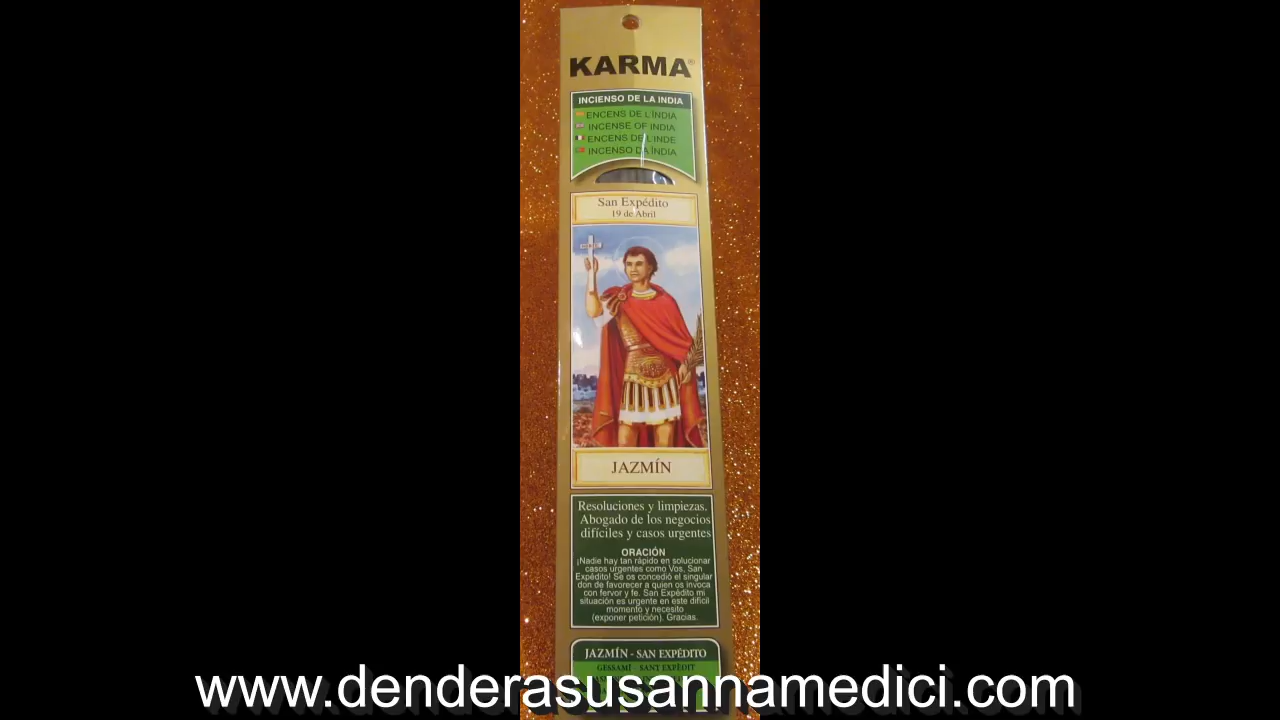 KARMA®
INCIENSO DE LA INDIA
ENCENS DE L'ÍNDIA
INCENSE OF INDIA
ENCENS DE L'INDE
INCENSO DA ÍNDIA
San Expédito
19 de Abril
JAZMÍN
Resoluciones y limpiezas.
Abogado de los negocios
difíciles y casos urgentes
ORACIÓN
¡Nadie hay tan rápido en solucionar
casos urgentes como Vos, San
Expédito! Se os concedió el singular
don de favorecer a quien os invoca
con fervor y fe. San Expédito mi
situación es urgente en este difícil
momento y necesito
(exponer petición). Gracias.
JAZMÍN - SAN EXPÉDITO
GESSAMÍ - SANT EXPÈDIT
www.denderasusannamedici.com